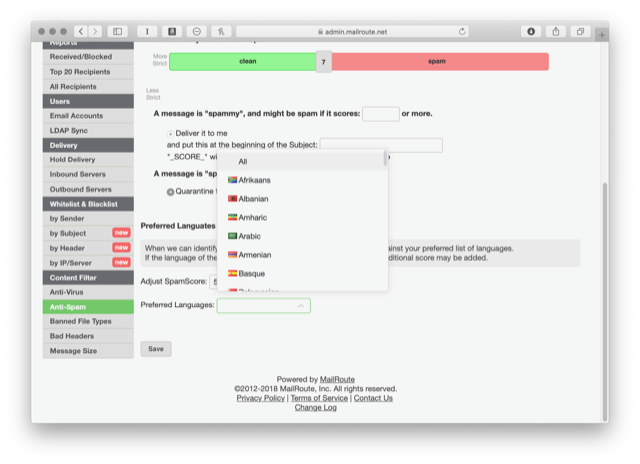 admin.mailroute.net
Reports
Received/Blocked
Top 20 Recipients
All Recipients
Users
Email Accounts
LDAP Sync
Delivery
Hold Delivery
Inbound Servers
Outbound Servers
Whitelist & Blacklist
by Sender
by Subject new
by Header new
by IP/Server new
Content Filter
Anti-Virus
Anti-Spam
Banned File Types
Bad Headers
Message Size
More
Strict
clean 7 spam
Less
Strict
A message is "spammy", and might be spam if it scores: or more.
Deliver it to me
and put this at the beginning of the Subject:
"_SCORE_" wi
A message is "sp
Quarantine
Preferred Languates
When we can identify ainst your preferred list of languages.
If the language of the ditional score may be added.
Adjust SpamScore:
Preferred Languages:
All
Afrikaans
Albanian
Amharic
Arabic
Armenian
Basque
Save
Powered by MailRoute
©2012-2018 MailRoute, Inc. All rights reserved.
Privacy Policy | Terms of Service | Contact Us
Change Log